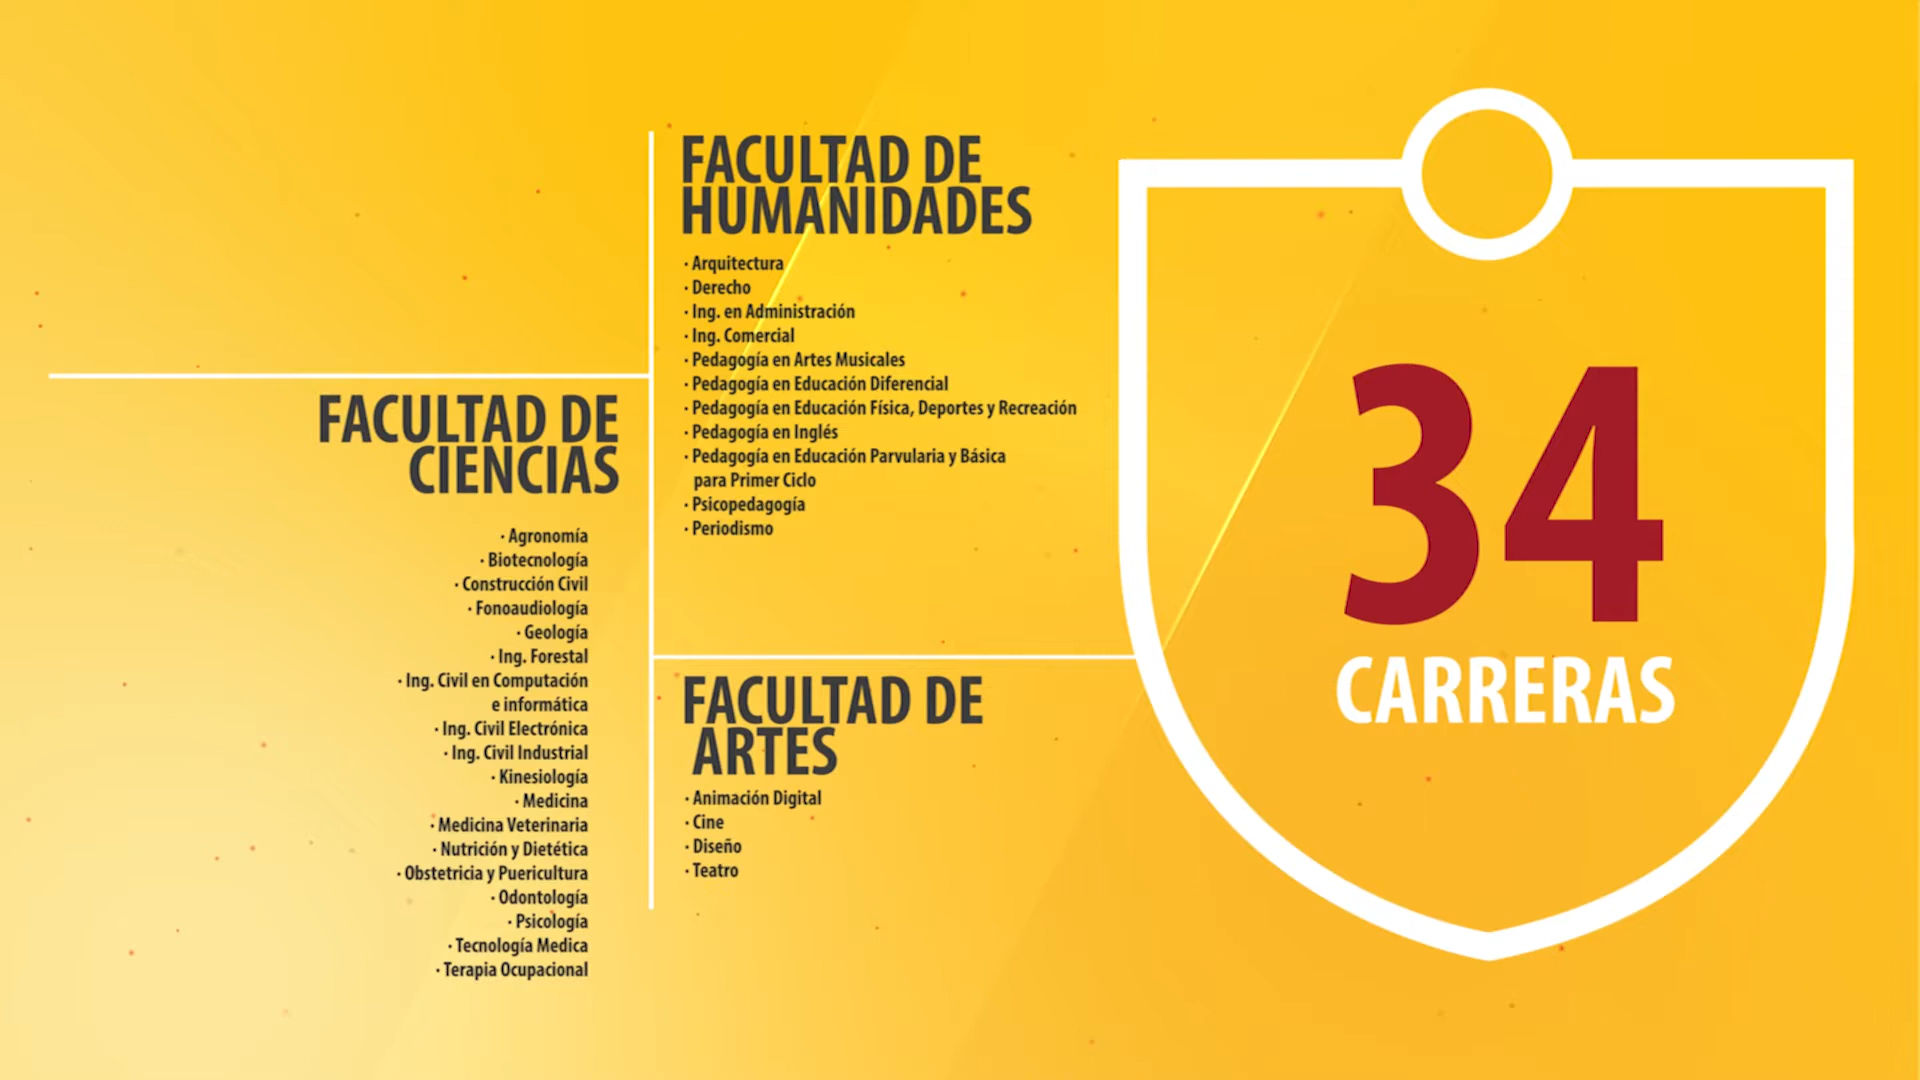 FACULTAD DE
HUMANIDADES
· Arquitectura
· Derecho
· Ing. en Administración
· Ing. Comercial
· Pedagogía en Artes Musicales
· Pedagogía en Educación Diferencial
· Pedagogía en Educación Física, Deportes y Recreación
· Pedagogía en Inglés
· Pedagogía en Educación Parvularia y Básica
para Primer Ciclo
· Psicopedagogía
· Periodismo
FACULTAD DE
CIENCIAS
· Agronomía
· Biotecnología
· Construcción Civil
· Fonoaudiología
· Geología
· Ing. Forestal
· Ing. Civil en Computación
e informática
· Ing. Civil Electrónica
· Ing. Civil Industrial
· Kinesiología
· Medicina
· Medicina Veterinaria
· Nutrición y Dietética
· Obstetricia y Puericultura
· Odontología
· Psicología
· Tecnología Medica
· Terapia Ocupacional
FACULTAD DE
ARTES
· Animación Digital
· Cine
· Diseño
· Teatro
34
CARRERAS